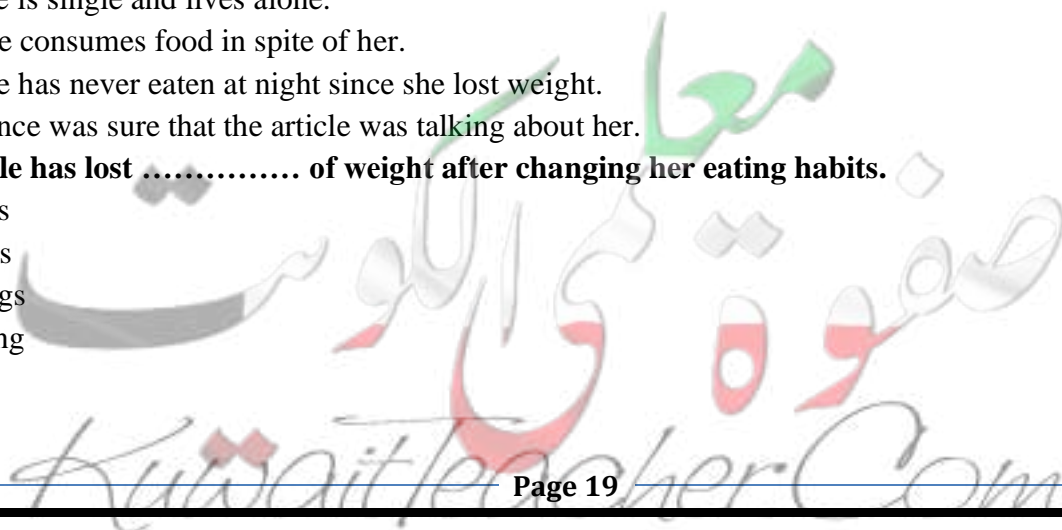 e is single and lives alone.
e consumes food in spite of her.
e has never eaten at night since she lost weight.
nce was sure that the article was talking about her.
le has lost …………… of weight after changing her eating habits.
s
s
gs
ng
معا
صفوة معلمى الكويت
KuwaitTeacher.Com
Page 19